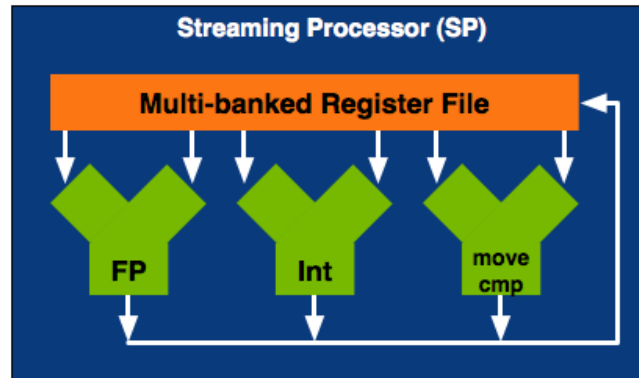 Streaming Processor (SP)
Multi-banked Register File
FP
Int
move
cmp